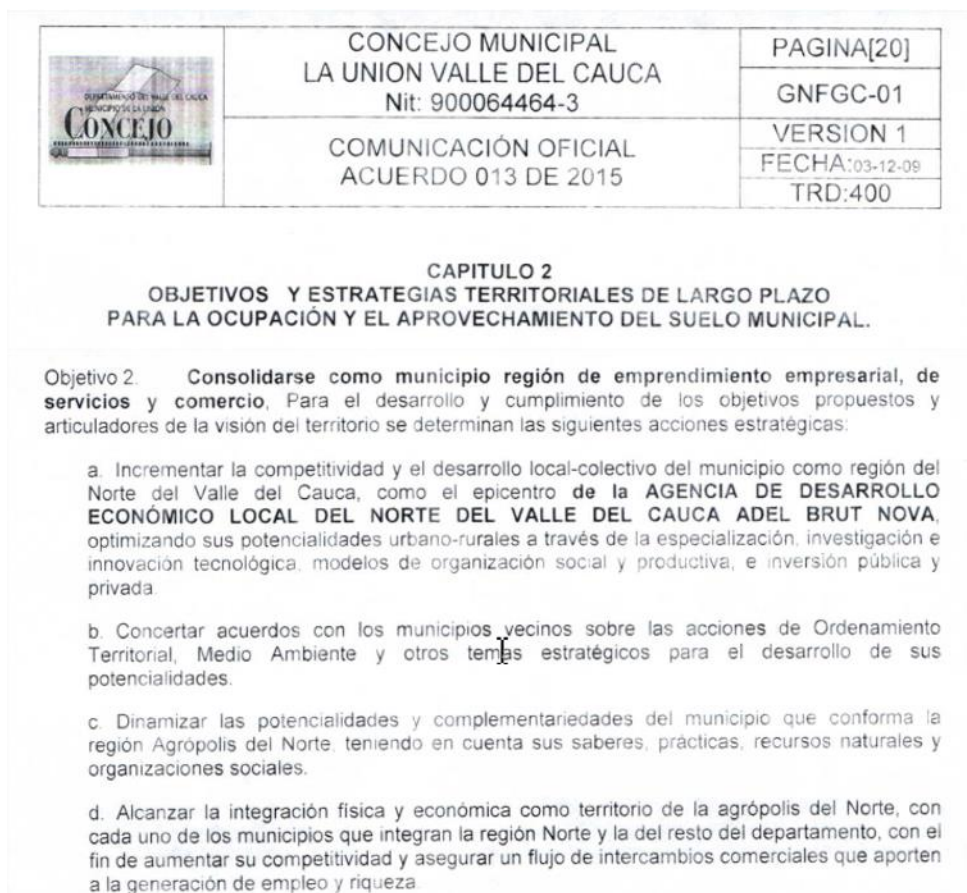 DEPARTAMENTO DEL VALLE DEL CAUCA
MUNICIPIO DE LA UNION
CONCEJO
CONCEJO MUNICIPAL
LA UNION VALLE DEL CAUCA
Nit: 900064464-3
COMUNICACIÓN OFICIAL
ACUERDO 013 DE 2015
PAGINA[20]
GNFGC-01
VERSION 1
FECHA:03-12-09
TRD:400
CAPITULO 2
OBJETIVOS Y ESTRATEGIAS TERRITORIALES DE LARGO PLAZO
PARA LA OCUPACIÓN Y EL APROVECHAMIENTO DEL SUELO MUNICIPAL.
Objetivo 2. Consolidarse como municipio región de emprendimiento empresarial, de
servicios y comercio, Para el desarrollo y cumplimiento de los objetivos propuestos y
articuladores de la visión del territorio se determinan las siguientes acciones estratégicas:
a. Incrementar la competitividad y el desarrollo local-colectivo del municipio como región del
Norte del Valle del Cauca, como el epicentro de la AGENCIA DE DESARROLLO
ECONÓMICO LOCAL DEL NORTE DEL VALLE DEL CAUCA ADEL BRUT NOVA,
optimizando sus potencialidades urbano-rurales a través de la especialización, investigación e
innovación tecnológica, modelos de organización social y productiva, e inversión pública y
privada.
b. Concertar acuerdos con los municipios vecinos sobre las acciones de Ordenamiento
Territorial, Medio Ambiente y otros temas estratégicos para el desarrollo de sus
potencialidades.
c. Dinamizar las potencialidades y complementariedades del municipio que conforma la
región Agrópolis del Norte, teniendo en cuenta sus saberes, prácticas, recursos naturales y
organizaciones sociales.
d. Alcanzar la integración física y económica como territorio de la agrópolis del Norte, con
cada uno de los municipios que integran la región Norte y la del resto del departamento, con el
fin de aumentar su competitividad y asegurar un flujo de intercambios comerciales que aporten
a la generación de empleo y riqueza.